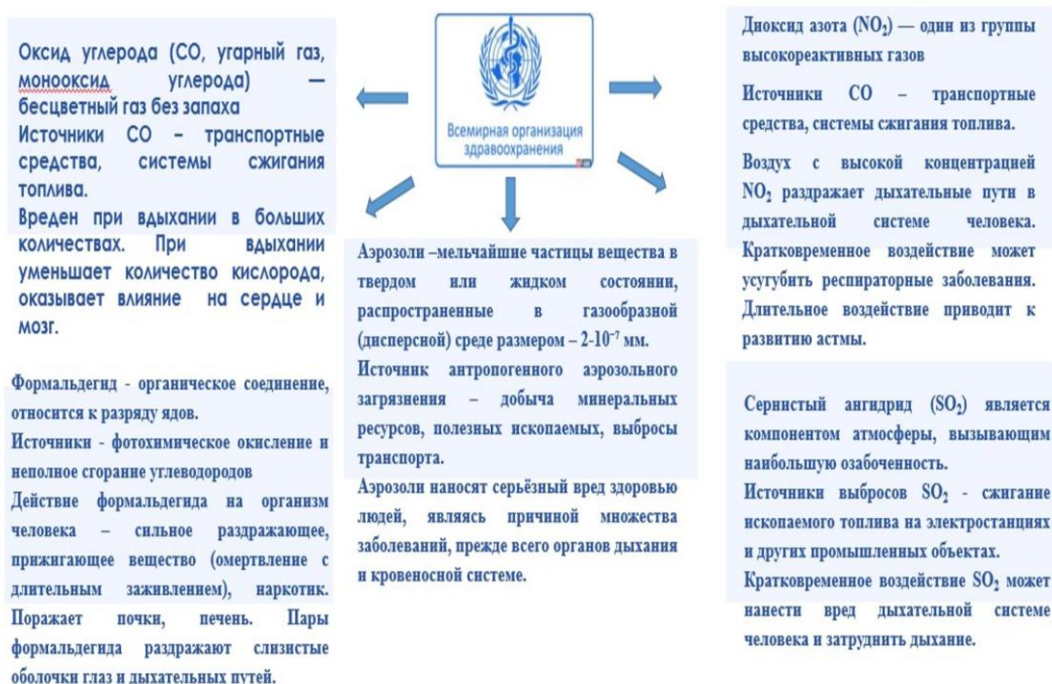 Оксид углерода (СО, угарный газ,
монооксид углерода) —
бесцветный газ без запаха
Источники СО – транспортные
средства, системы сжигания
топлива.
Вреден при вдыхании в больших
количествах. При вдыхании
уменьшает количество кислорода,
оказывает влияние на сердце и
мозг.
Формальдегид - органическое соединение,
относится к разряду ядов.
Источники - фотохимическое окисление и
неполное сгорание углеводородов
Действие формальдегида на организм
человека – сильное раздражающее,
прижигающее вещество (омертвление с
длительным заживлением), наркотик.
Поражает почки, печень. Пары
формальдегида раздражают слизистые
оболочки глаз и дыхательных путей.
Всемирная организация
здравоохранения
Аэрозоли –мельчайшие частицы вещества в
твердом или жидком состоянии,
распространенные в газообразной
(дисперсной) среде размером – 2-10⁻⁷ мм.
Источник антропогенного аэрозольного
загрязнения – добыча минеральных
ресурсов, полезных ископаемых, выбросы
транспорта.
Аэрозоли наносят серьёзный вред здоровью
людей, являясь причиной множества
заболеваний, прежде всего органов дыхания
и кровеносной системе.
Диоксид азота (NO₂) — один из группы
высокореактивных газов
Источники СО – транспортные
средства, системы сжигания топлива.
Воздух с высокой концентрацией
NO₂ раздражает дыхательные пути в
дыхательной системе человека.
Кратковременное воздействие может
усугубить респираторные заболевания.
Длительное воздействие приводит к
развитию астмы.
Сернистый ангидрид (SO₂) является
компонентом атмосферы, вызывающим
наибольшую озабоченность.
Источники выбросов SO₂ - сжигание
ископаемого топлива на электростанциях
и других промышленных объектах.
Кратковременное воздействие SO₂ может
нанести вред дыхательной системе
человека и затруднить дыхание.